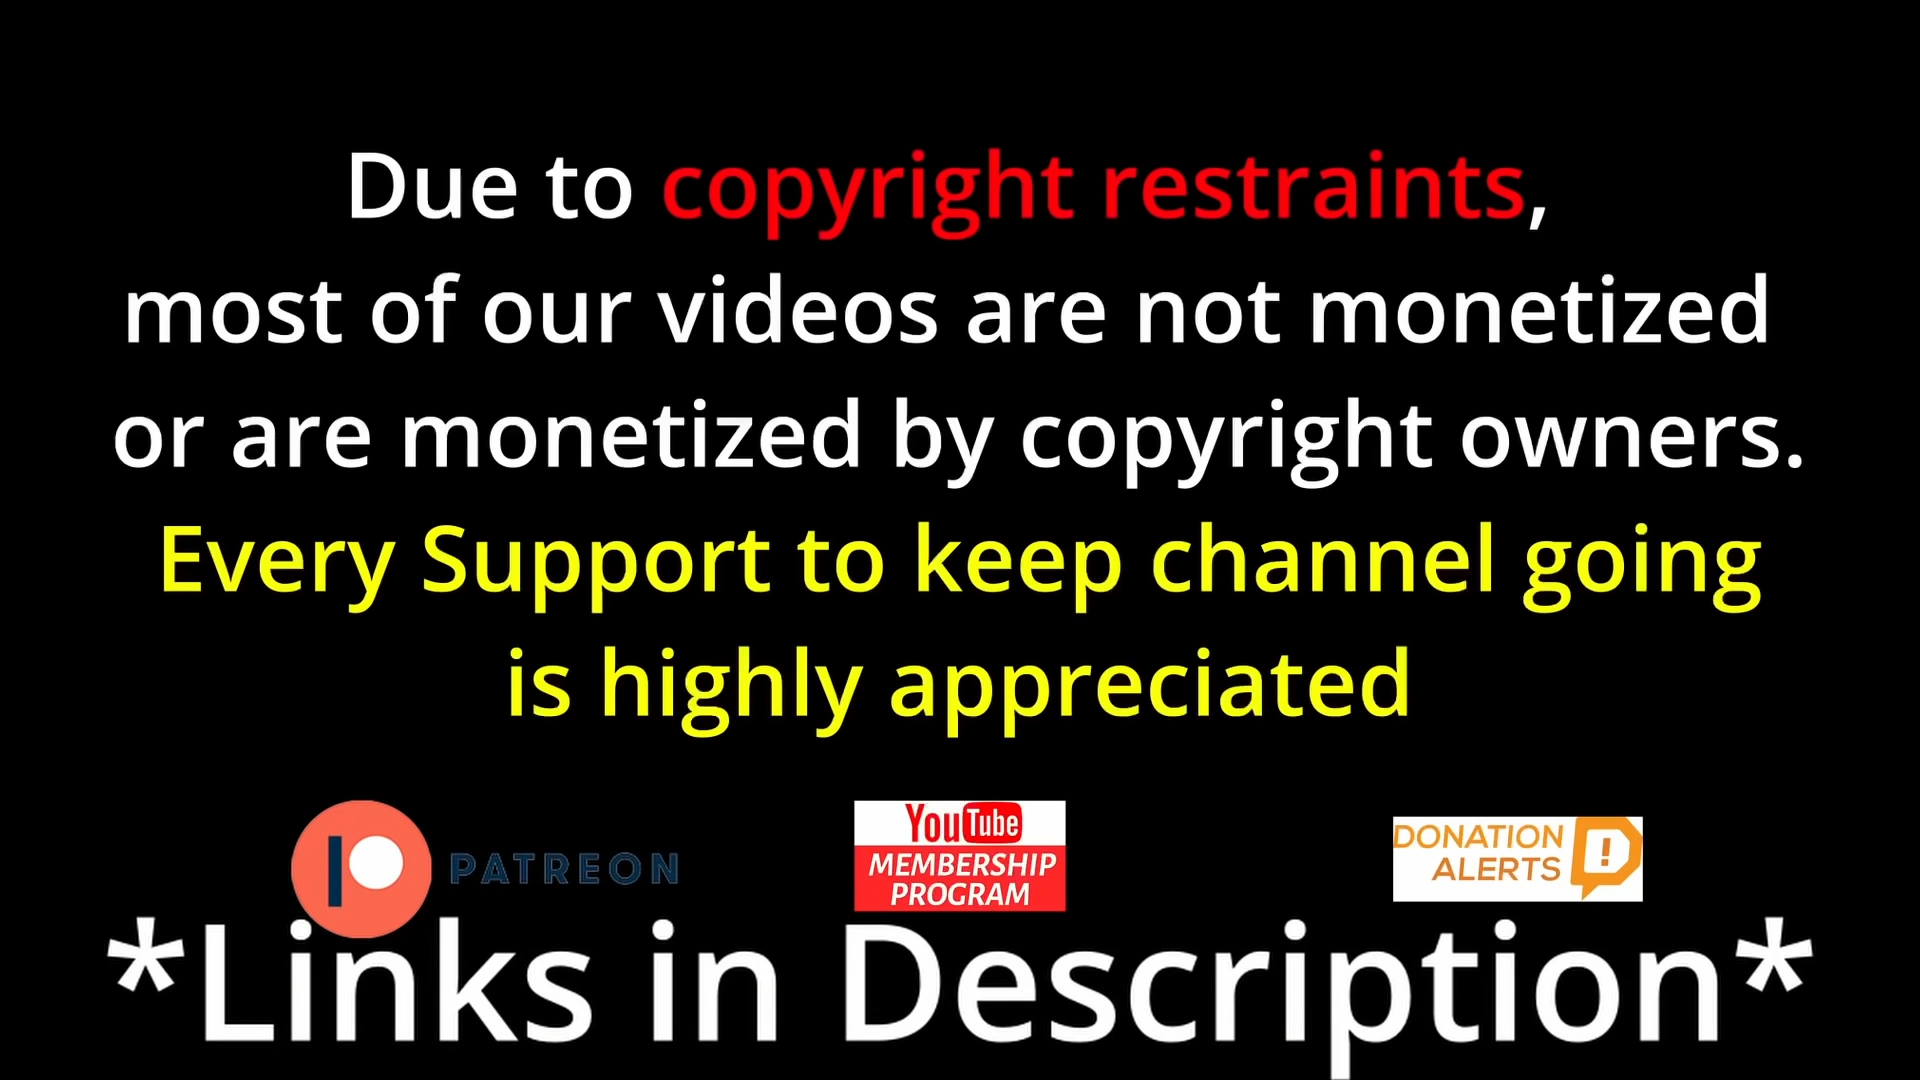 Due to copyright restraints,
most of our videos are not monetized
or are monetized by copyright owners.
Every Support to keep channel going
is highly appreciated
PATREON
YouTube
MEMBERSHIP
PROGRAM
DONATION
ALERTS
*Links in Description*